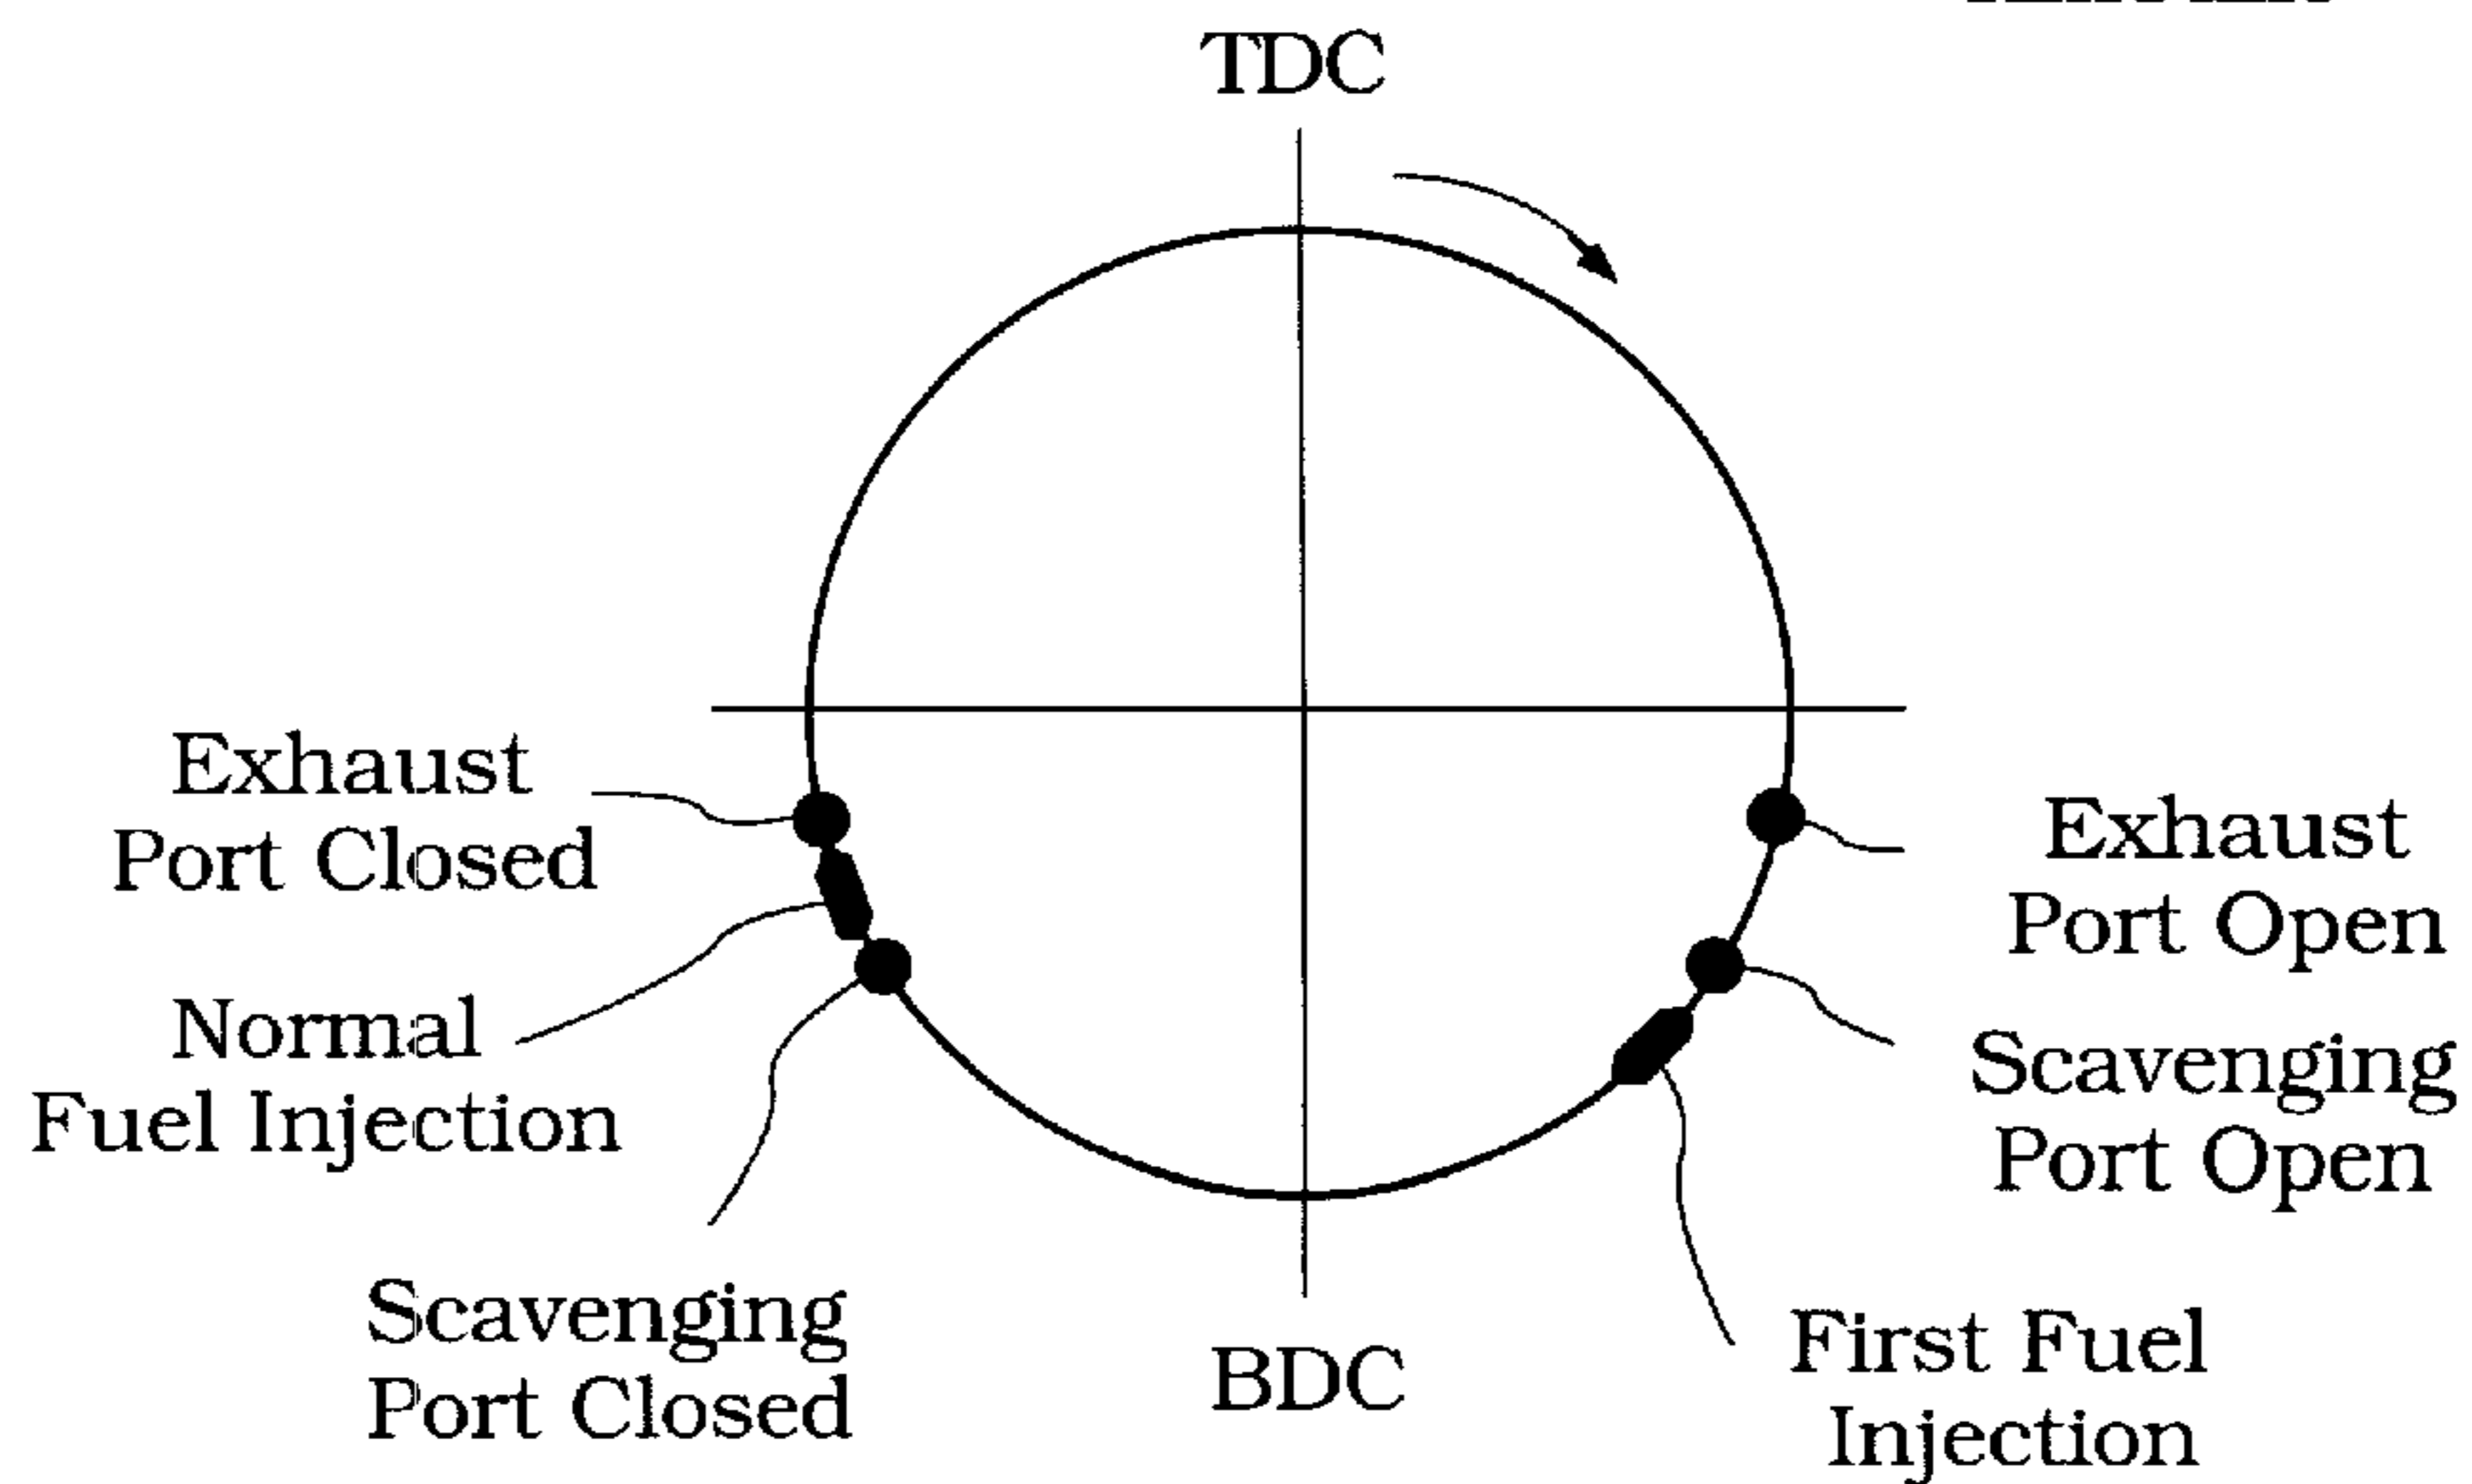 TDC
Exhaust
Port Closed
Normal
Fuel Injection
Scavenging
Port Closed
BDC
Exhaust
Port Open
Scavenging
Port Open
First Fuel
Injection